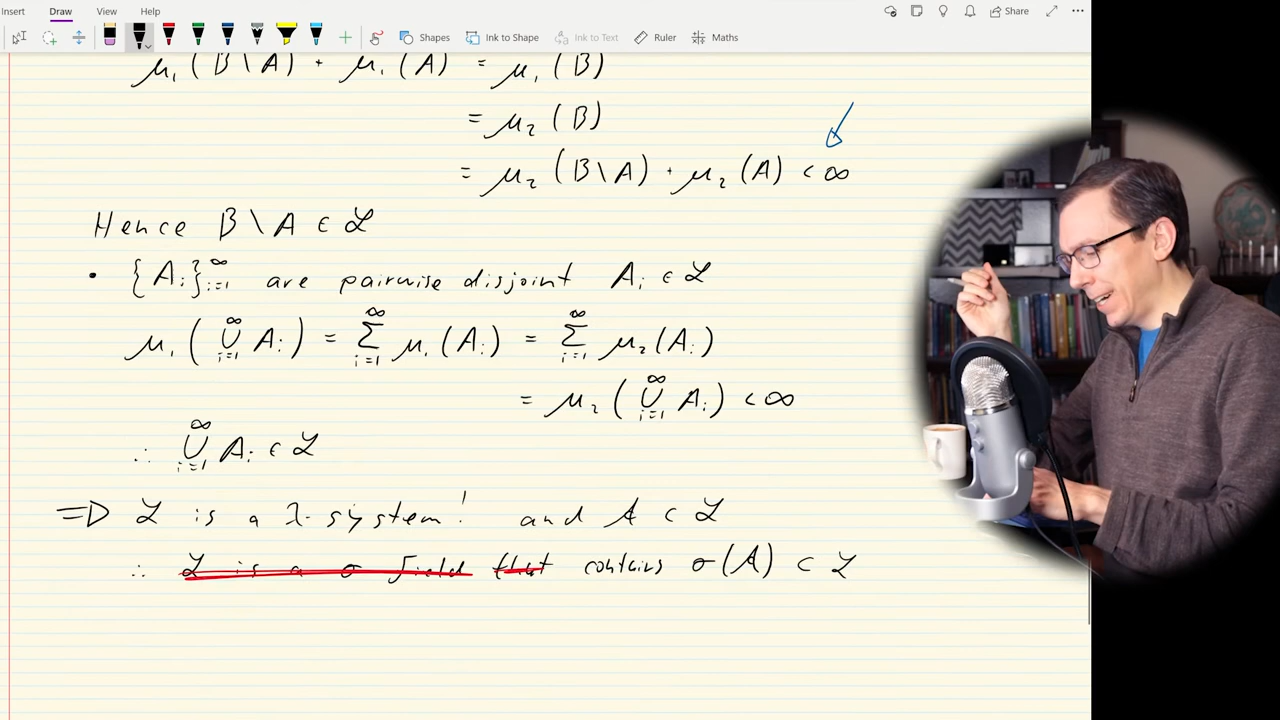 Insert Draw View Help
Share
Shapes Ink to Shape Ink to Text Ruler Maths
μ₁(B\A) + μ₁(A) = μ₁(B)
= μ₂(B)
= μ₂(B\A) + μ₂(A) < ∞
Hence B\A ∈ ℒ
• {Aᵢ}ᵢ₌₁^∞ are pairwise disjoint Aᵢ ∈ ℒ
μ₁(⋃ᵢ₌₁^∞ Aᵢ) = ∑ᵢ₌₁^∞ μ₁(Aᵢ) = ∑ᵢ₌₁^∞ μ₂(Aᵢ)
= μ₂(⋃ᵢ₌₁^∞ Aᵢ) < ∞
∴ ⋃ᵢ₌₁^∞ Aᵢ ∈ ℒ
⇒ ℒ is a λ-system! and 𝒜 ⊂ ℒ
∴ ℒ is a σ field that contains σ(𝒜) ⊂ ℒ